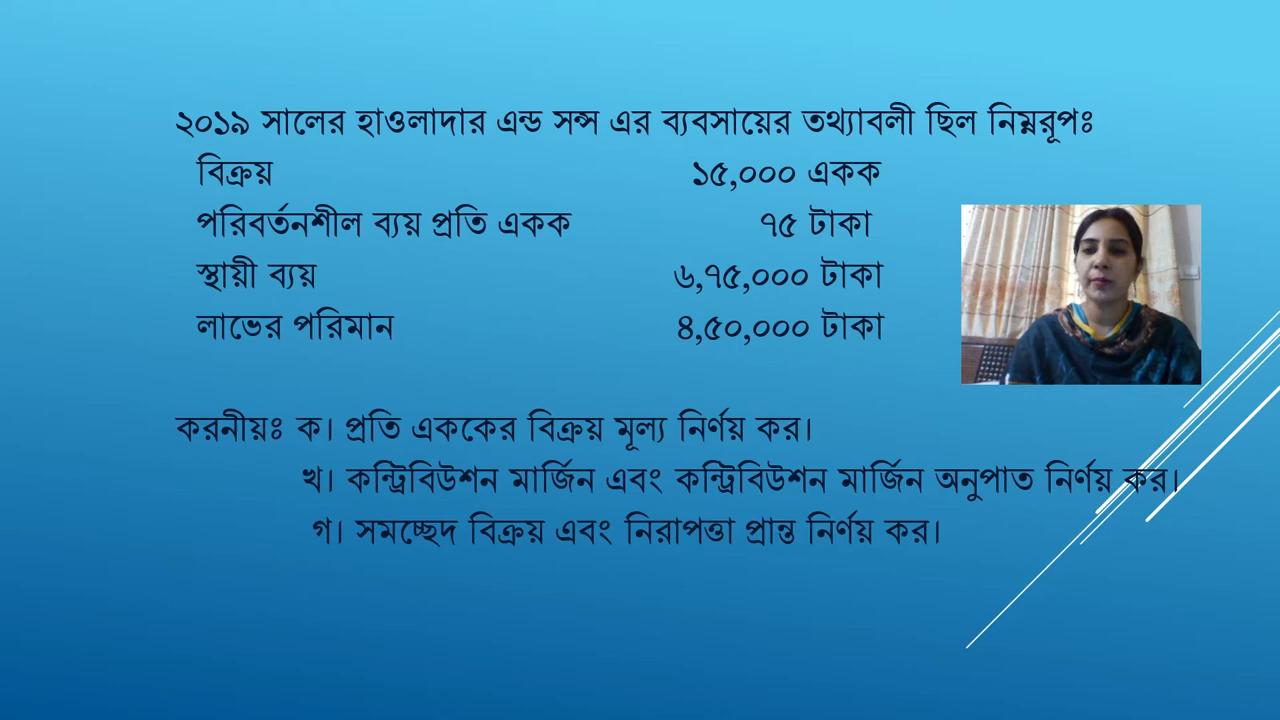 ২০১৯ সালের হাওলাদার এন্ড সন্স এর ব্যবসায়ের তথ্যাবলী ছিল নিম্নরূপঃ
বিক্রয় ১৫,০০০ একক
পরিবর্তনশীল ব্যয় প্রতি একক ৭৫ টাকা
স্থায়ী ব্যয় ৬,৭৫,০০০ টাকা
লাভের পরিমান ৪,৫০,০০০ টাকা
করনীয়ঃ ক। প্রতি এককের বিক্রয় মূল্য নির্ণয় কর।
খ। কন্ট্রিবিউশন মার্জিন এবং কন্ট্রিবিউশন মার্জিন অনুপাত নির্ণয় কর।
গ। সমচ্ছেদ বিক্রয় এবং নিরাপত্তা প্রান্ত নির্ণয় কর।